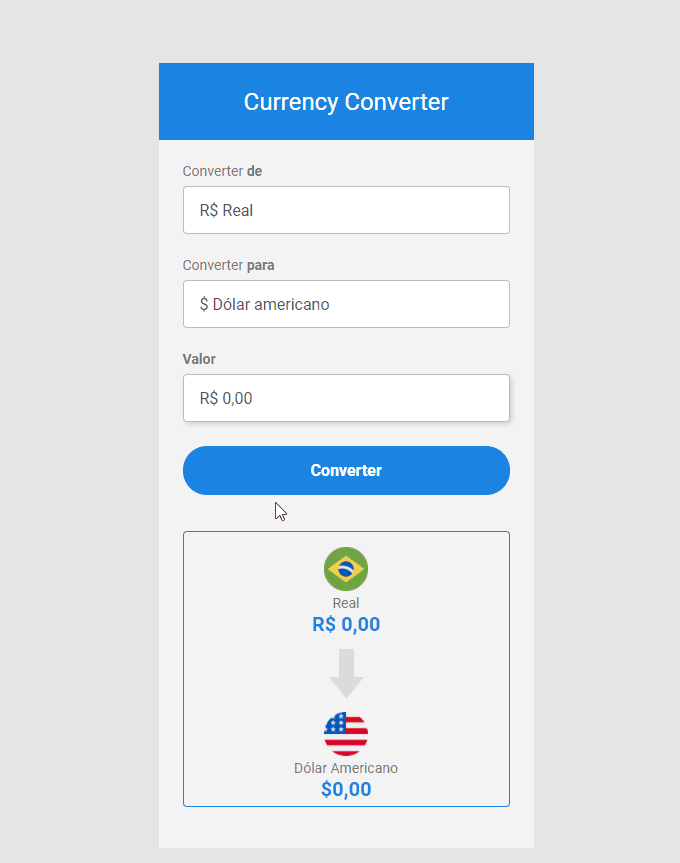 Currency Converter
Converter de
R$ Real
Converter para
$ Dólar americano
Valor
R$ 0,00
Converter
Real
R$ 0,00
Dólar Americano
$0,00